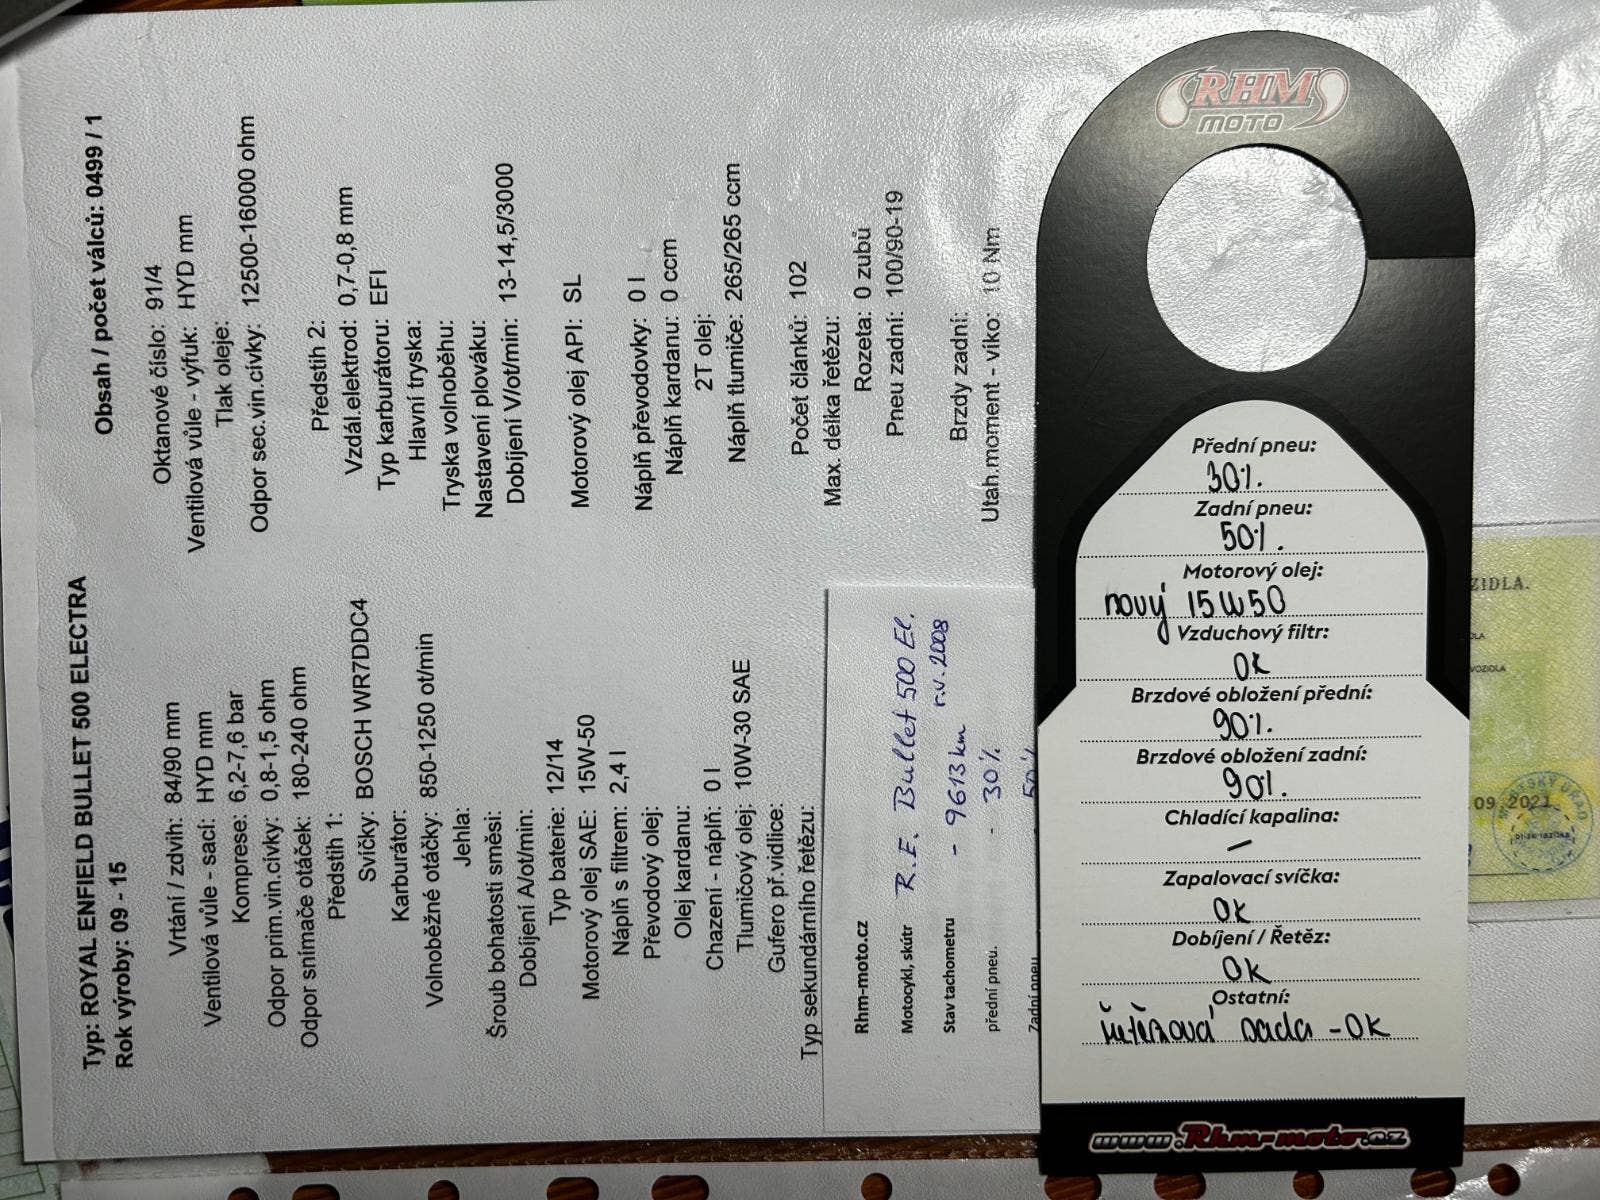 Typ: ROYAL ENFIELD BULLET 500 ELECTRA
Obsah / počet válců: 0499 / 1
Rok výroby: 09 - 15
Vrtání / zdvih: 84/90 mm
Oktanové číslo: 91/4
Ventilová vůle - sací: HYD mm
Ventilová vůle - výfuk: HYD mm
Komprese: 6,2-7,6 bar
Tlak oleje:
Odpor prim.vin.cívky: 0,8-1,5 ohm
Odpor sec.vin.cívky: 12500-16000 ohm
Odpor snímače otáček: 180-240 ohm
Předstih 1:
Předstih 2:
Svíčky: BOSCH WR7DDC4
Vzdál.elektrod: 0,7-0,8 mm
Karburátor:
Typ karburátoru: EFI
Volnoběžné otáčky: 850-1250 ot/min
Hlavní tryska:
Jehla:
Tryska volnoběhu:
Šroub bohatosti směsi:
Nastavení plováku:
Dobíjení A/ot/min:
Dobíjení V/ot/min: 13-14,5/3000
Typ baterie: 12/14
Motorový olej SAE: 15W-50
Motorový olej API: SL
Náplň s filtrem: 2,4 l
Převodový olej:
Náplň převodovky: 0 l
Olej kardanu:
Náplň kardanu: 0 ccm
Chazení - náplň: 0 l
2T olej:
Tlumičový olej: 10W-30 SAE
Náplň tlumiče: 265/265 ccm
Gufero př.vidlice:
Typ sekundárního řetězu:
Počet článků: 102
Max. délka řetězu:
Rozeta: 0 zubů
Pneu zadní: 100/90-19
Brzdy zadní:
Utah.moment - víko: 10 Nm
Rhm-moto.cz
Motocykl, skútr R.E. Bullet 500 El.
Stav tachometru - 9613 km r.v. 2008
přední pneu. - 30%
Zadní pneu 50%
RHM
MOTO
Přední pneu:
30%.
Zadní pneu:
50%.
Motorový olej:
nový 15W50
Vzduchový filtr:
OK
Brzdové obložení přední:
90%.
Brzdové obložení zadní:
90%.
Chladící kapalina:
–
Zapalovací svíčka:
OK
Dobíjení / Řetěz:
OK
Ostatní:
řetězová sada - OK
www.Rhm-moto.cz
ZIDLA.
VOZIDLA
09.2021